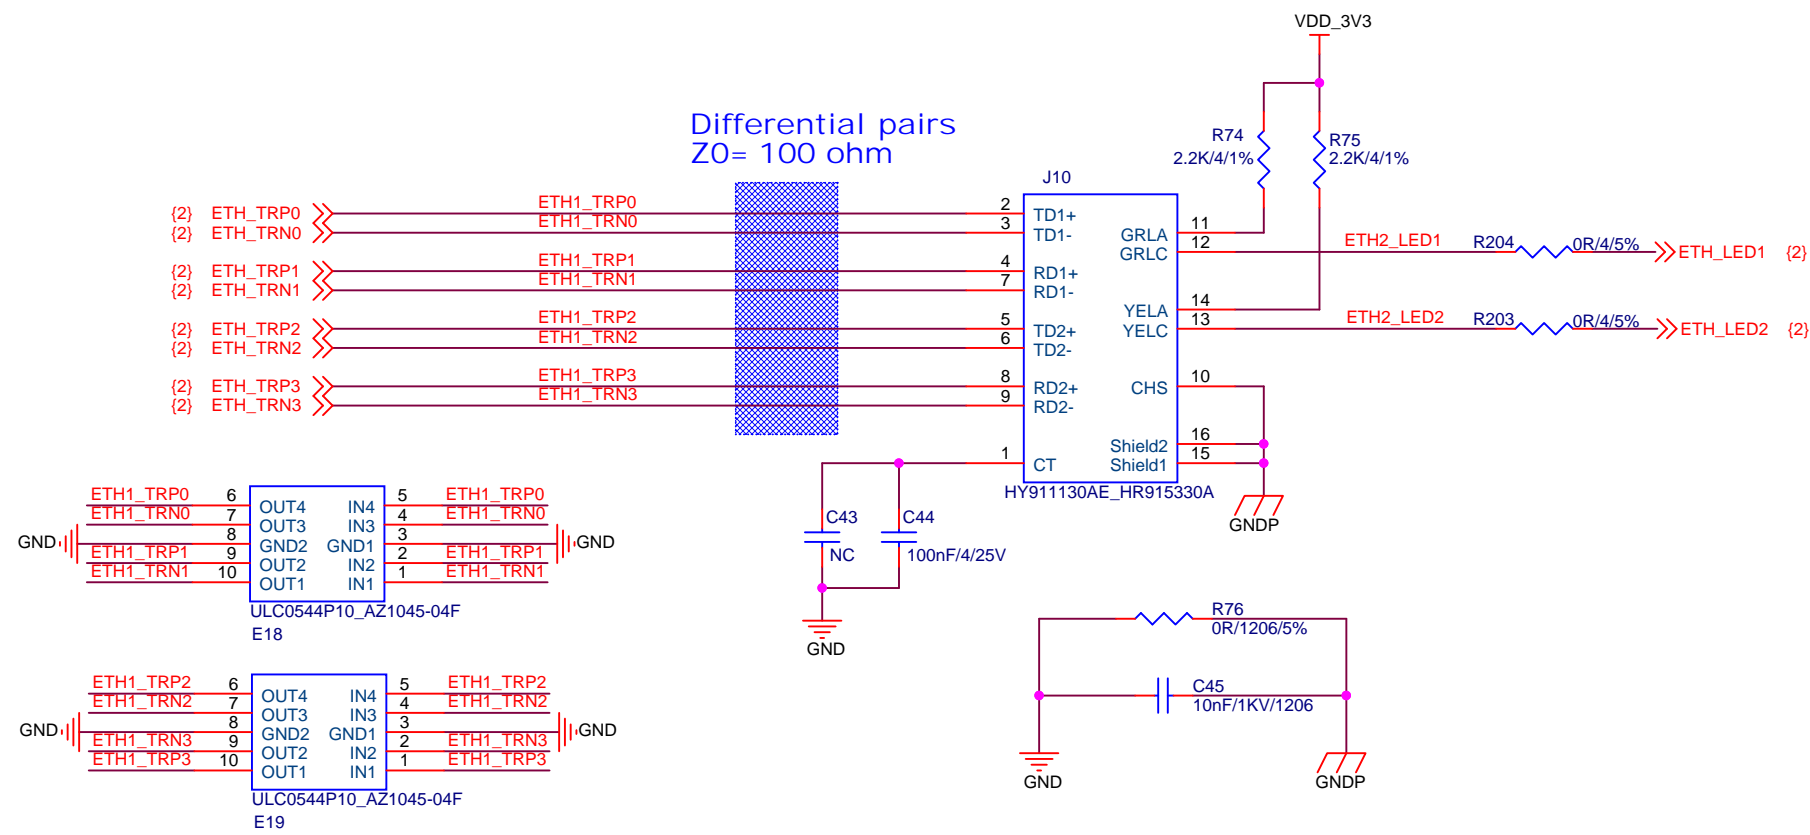 VDD_3V3
Differential pairs
Z0= 100 ohm
R74
2.2K/4/1%
R75
2.2K/4/1%
J10
{2} ETH_TRP0 ETH1_TRP0 2 TD1+
{2} ETH_TRN0 ETH1_TRN0 3 TD1-
{2} ETH_TRP1 ETH1_TRP1 4 RD1+
{2} ETH_TRN1 ETH1_TRN1 7 RD1-
{2} ETH_TRP2 ETH1_TRP2 5 TD2+
{2} ETH_TRN2 ETH1_TRN2 6 TD2-
{2} ETH_TRP3 ETH1_TRP3 8 RD2+
{2} ETH_TRN3 ETH1_TRN3 9 RD2-
1 CT
GRLA 11
GRLC 12 ETH2_LED1 R204 0R/4/5% ETH_LED1 {2}
YELA 14
YELC 13 ETH2_LED2 R203 0R/4/5% ETH_LED2 {2}
CHS 10
Shield2 16
Shield1 15
HY911130AE_HR915330A
GNDP
C43
NC
C44
100nF/4/25V
GND
ETH1_TRP0 6 OUT4 IN4 5 ETH1_TRP0
ETH1_TRN0 7 OUT3 IN3 4 ETH1_TRN0
GND 8 GND2 GND1 3 GND
ETH1_TRP1 9 OUT2 IN2 2 ETH1_TRP1
ETH1_TRN1 10 OUT1 IN1 1 ETH1_TRN1
ULC0544P10_AZ1045-04F
E18
ETH1_TRP2 6 OUT4 IN4 5 ETH1_TRP2
ETH1_TRN2 7 OUT3 IN3 4 ETH1_TRN2
GND 8 GND2 GND1 3 GND
ETH1_TRN3 9 OUT2 IN2 2 ETH1_TRN3
ETH1_TRP3 10 OUT1 IN1 1 ETH1_TRP3
ULC0544P10_AZ1045-04F
E19
R76
0R/1206/5%
C45
10nF/1KV/1206
GND
GNDP